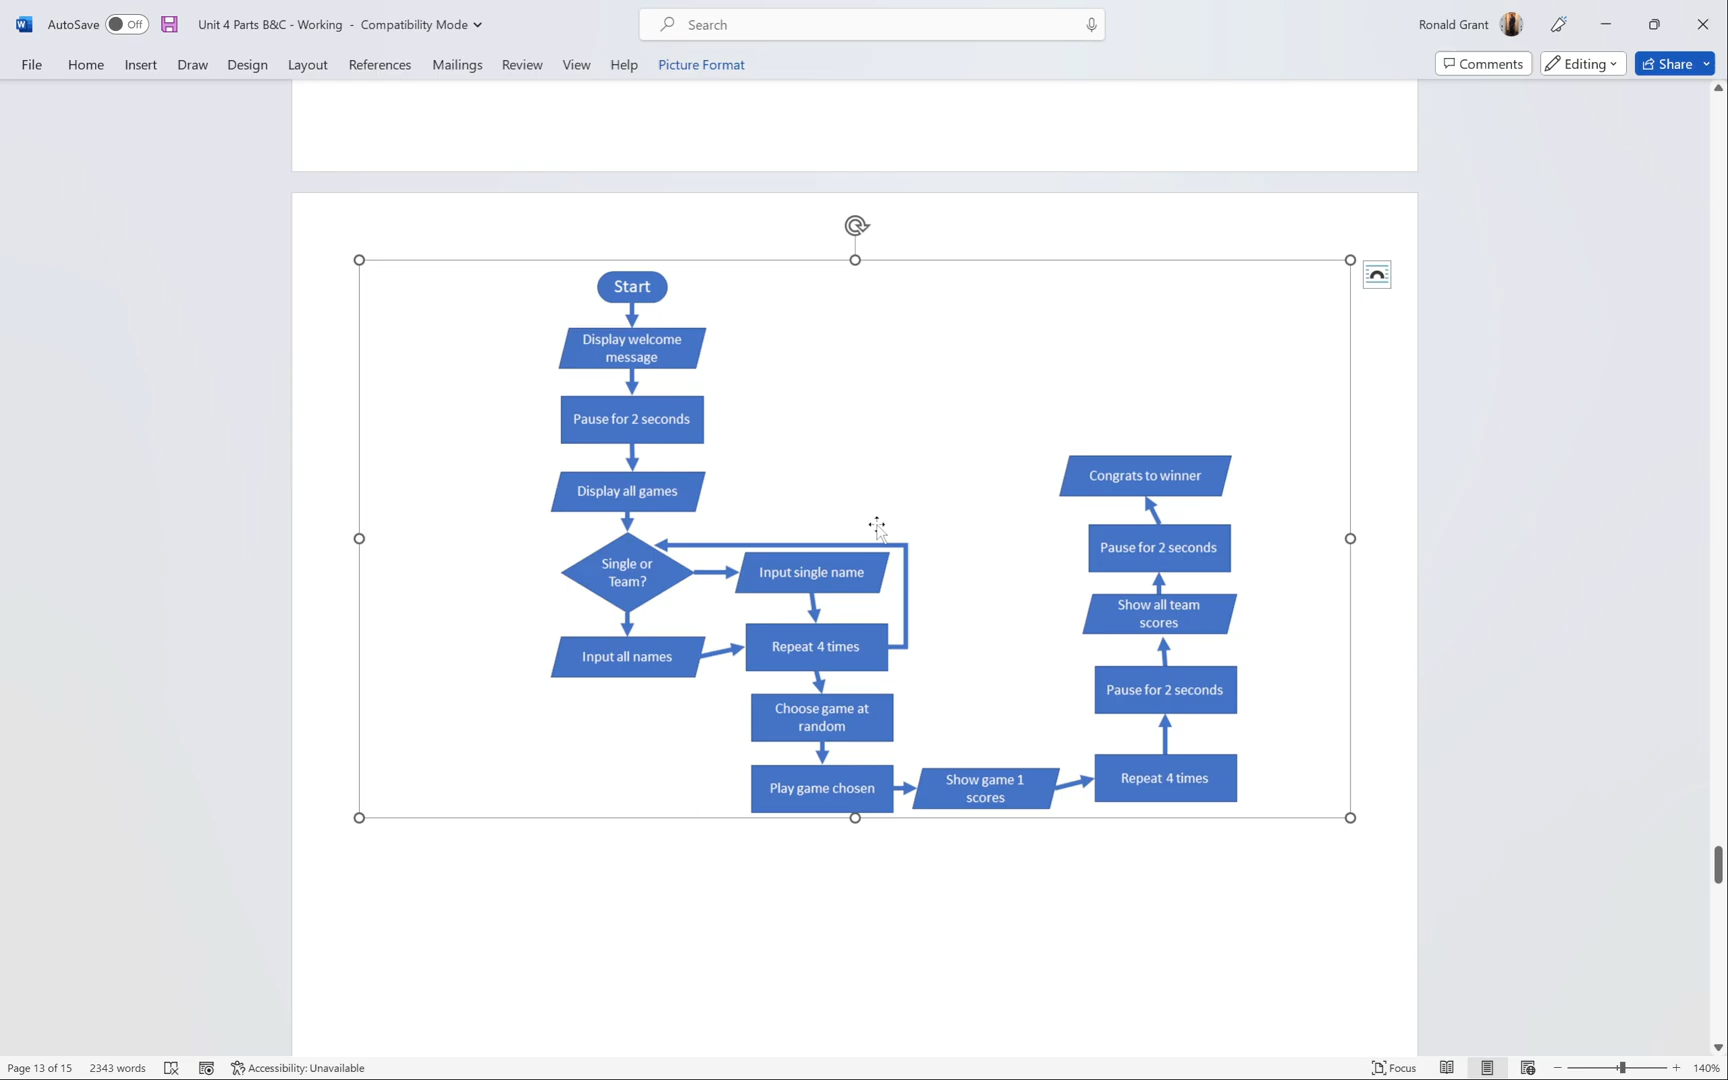 AutoSave Off Unit 4 Parts B&C - Working - Compatibility Mode Search Ronald Grant
File Home Insert Draw Design Layout References Mailings Review View Help Picture Format Comments Editing Share
Start
Display welcome
message
Pause for 2 seconds
Display all games
Single or
Team?
Input single name
Input all names
Repeat 4 times
Choose game at
random
Play game chosen
Show game 1
scores
Repeat 4 times
Pause for 2 seconds
Show all team
scores
Pause for 2 seconds
Congrats to winner
Page 13 of 15 2343 words Accessibility: Unavailable Focus 140%